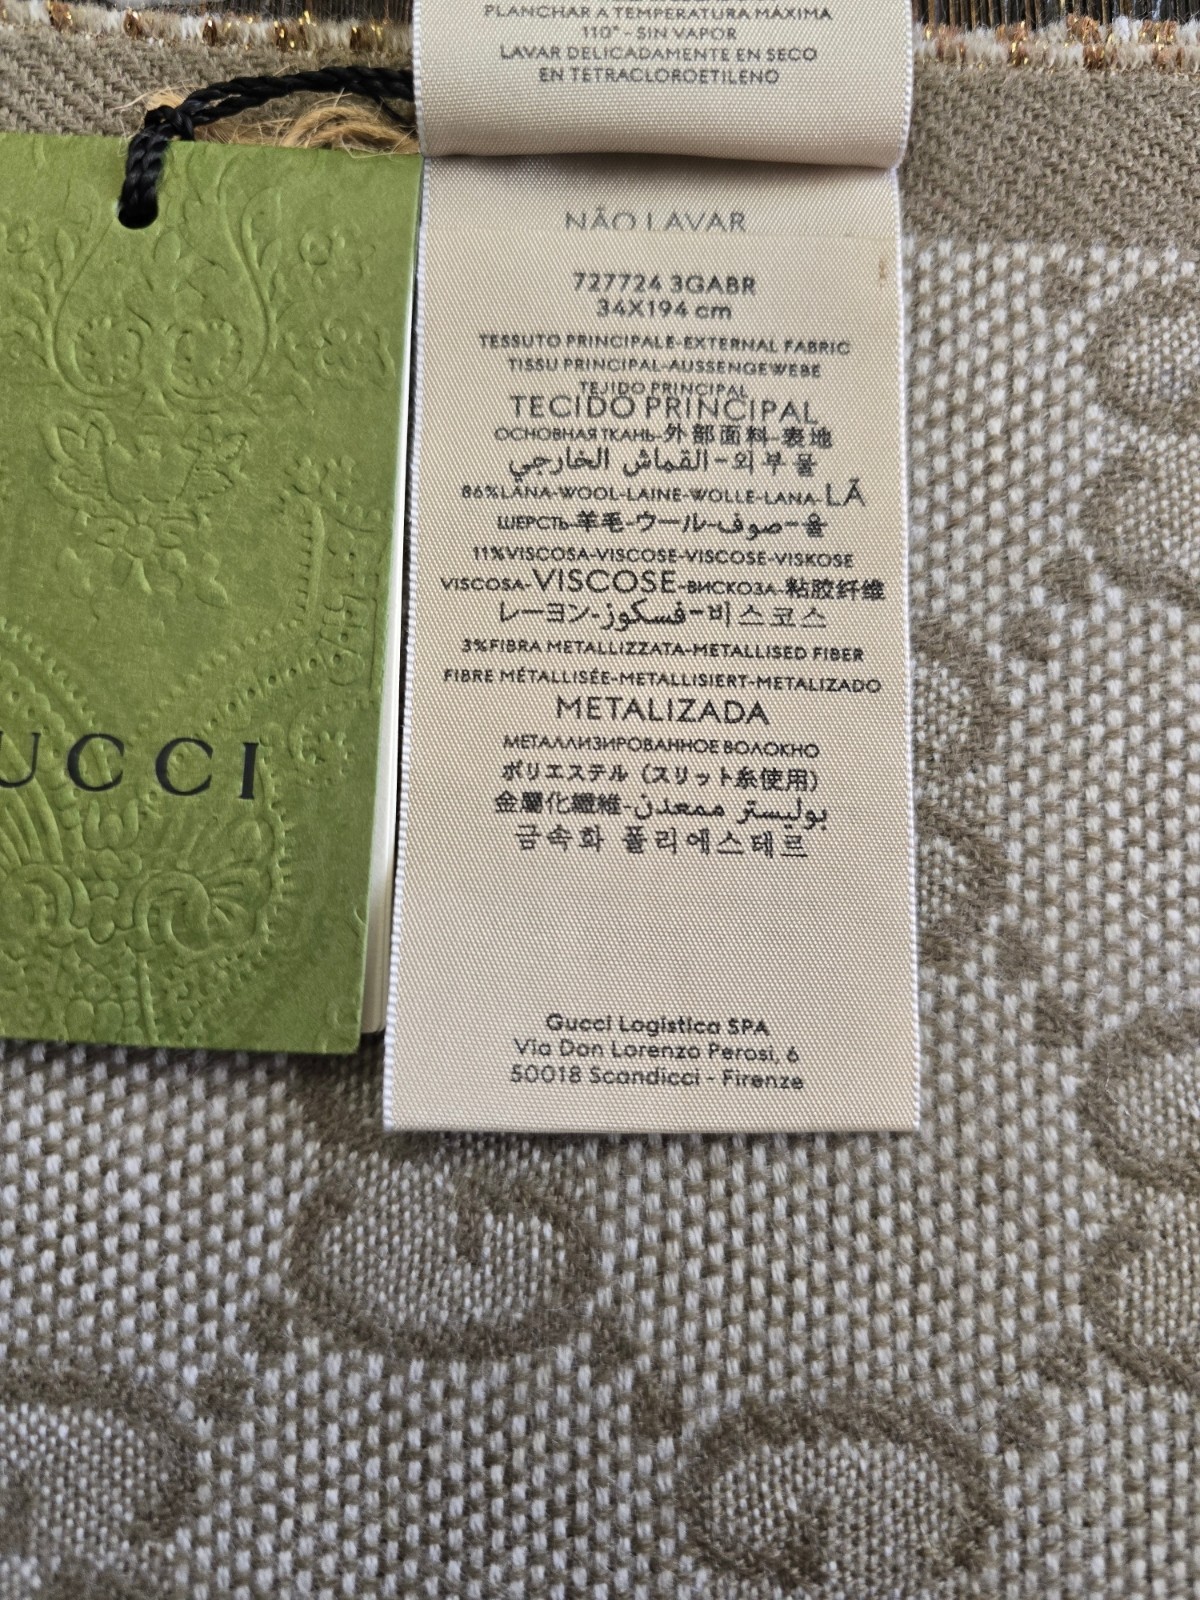 PLANCHAR A TEMPERATURA MÁXIMA
110° - SIN VAPOR
LAVAR DELICADAMENTE EN SECO
EN TETRACLOROETILENO
NÃO LAVAR
727724 3GABR
34X194 cm
TESSUTO PRINCIPALE-EXTERNAL FABRIC
TISSU PRINCIPAL-AUSSENGEWEBE
TEJIDO PRINCIPAL
TECIDO PRINCIPAL
ОСНОВНАЯ ТКАНЬ-外部面料-表地
القماش الخارجي-외부물
86%LANA-WOOL-LAINE-WOLLE-LANA-LÃ
ШЕРСТЬ-羊毛-ウール-صوف-울
11%VISCOSA-VISCOSE-VISCOSE-VISKOSE
VISCOSA-VISCOSE-ВИСКОЗА-粘胶纤维
レーヨン-فسكوز-비스코스
3%FIBRA METALLIZZATA-METALLISED FIBER
FIBRE MÉTALLISÉE-METALLISIERT-METALIZADO
METALIZADA
МЕТАЛЛИЗИРОВАННОЕ ВОЛОКНО
ポリエステル（スリット糸使用）
金屬化纖維-بوليستر ممعدن
금속화 폴리에스테르
Gucci Logistica SPA
Via Don Lorenzo Perosi, 6
50018 Scandicci - Firenze
UCCI